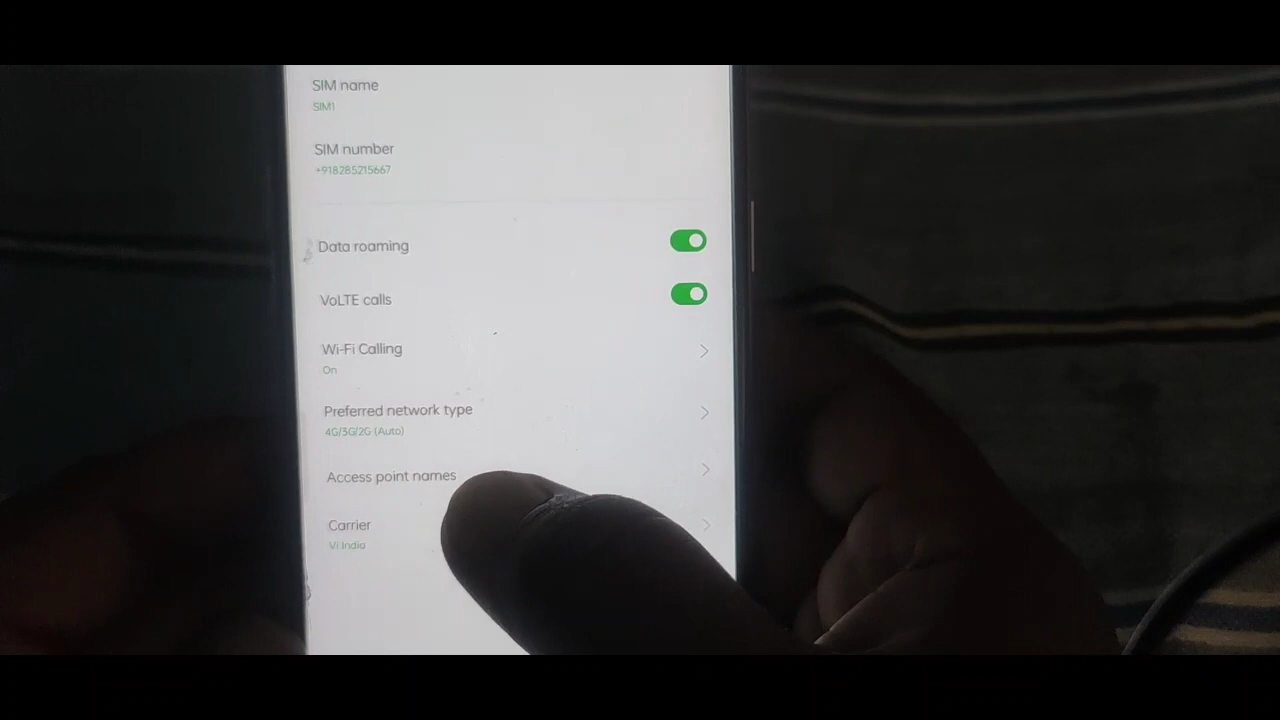 SIM name
SIM1
SIM number
+918285215667
Data roaming
VoLTE calls
Wi-Fi Calling
On
Preferred network type
4G/3G/2G (Auto)
Access point names
Carrier
Vi India